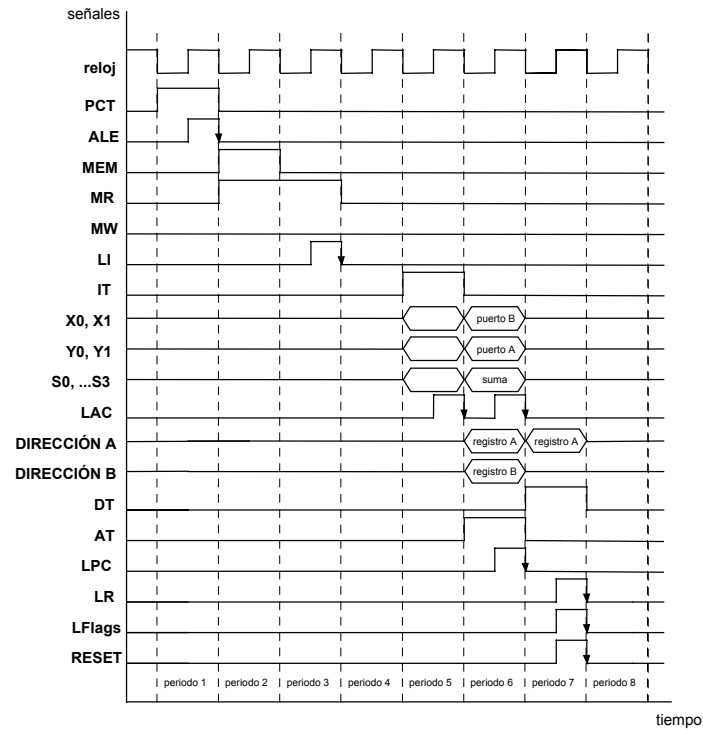 señales
reloj
PCT
ALE
MEM
MR
MW
LI
IT
X0, X1 puerto B
Y0, Y1 puerto A
S0, ...S3 suma
LAC
DIRECCIÓN A registro A registro A
DIRECCIÓN B registro B
DT
AT
LPC
LR
LFlags
RESET
periodo 1 periodo 2 periodo 3 periodo 4 periodo 5 periodo 6 periodo 7 periodo 8
tiempo